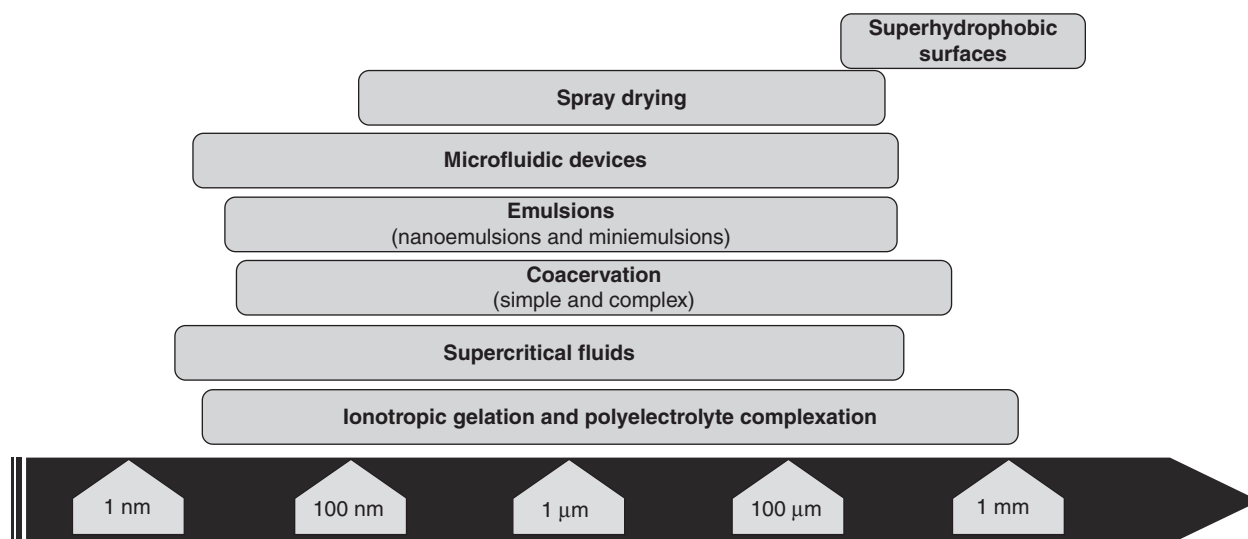 Superhydrophobic
surfaces
Spray drying
Microfluidic devices
Emulsions
(nanoemulsions and miniemulsions)
Coacervation
(simple and complex)
Supercritical fluids
Ionotropic gelation and polyelectrolyte complexation
1 nm
100 nm
1 μm
100 μm
1 mm